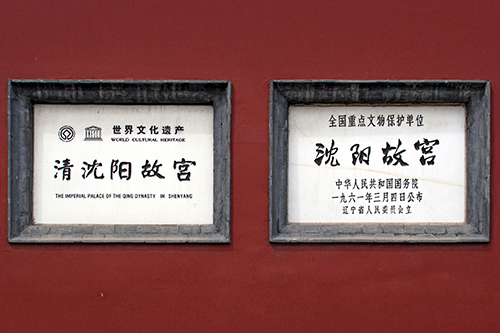 世界文化遗产
WORLD CULTURAL HERITAGE
清沈阳故宫
THE IMPERIAL PALACE OF THE QING DYNASTY IN SHENYANG
全国重点文物保护单位
沈阳故宫
中华人民共和国国务院
一九六一年三月四日公布
辽宁省人民委员会立